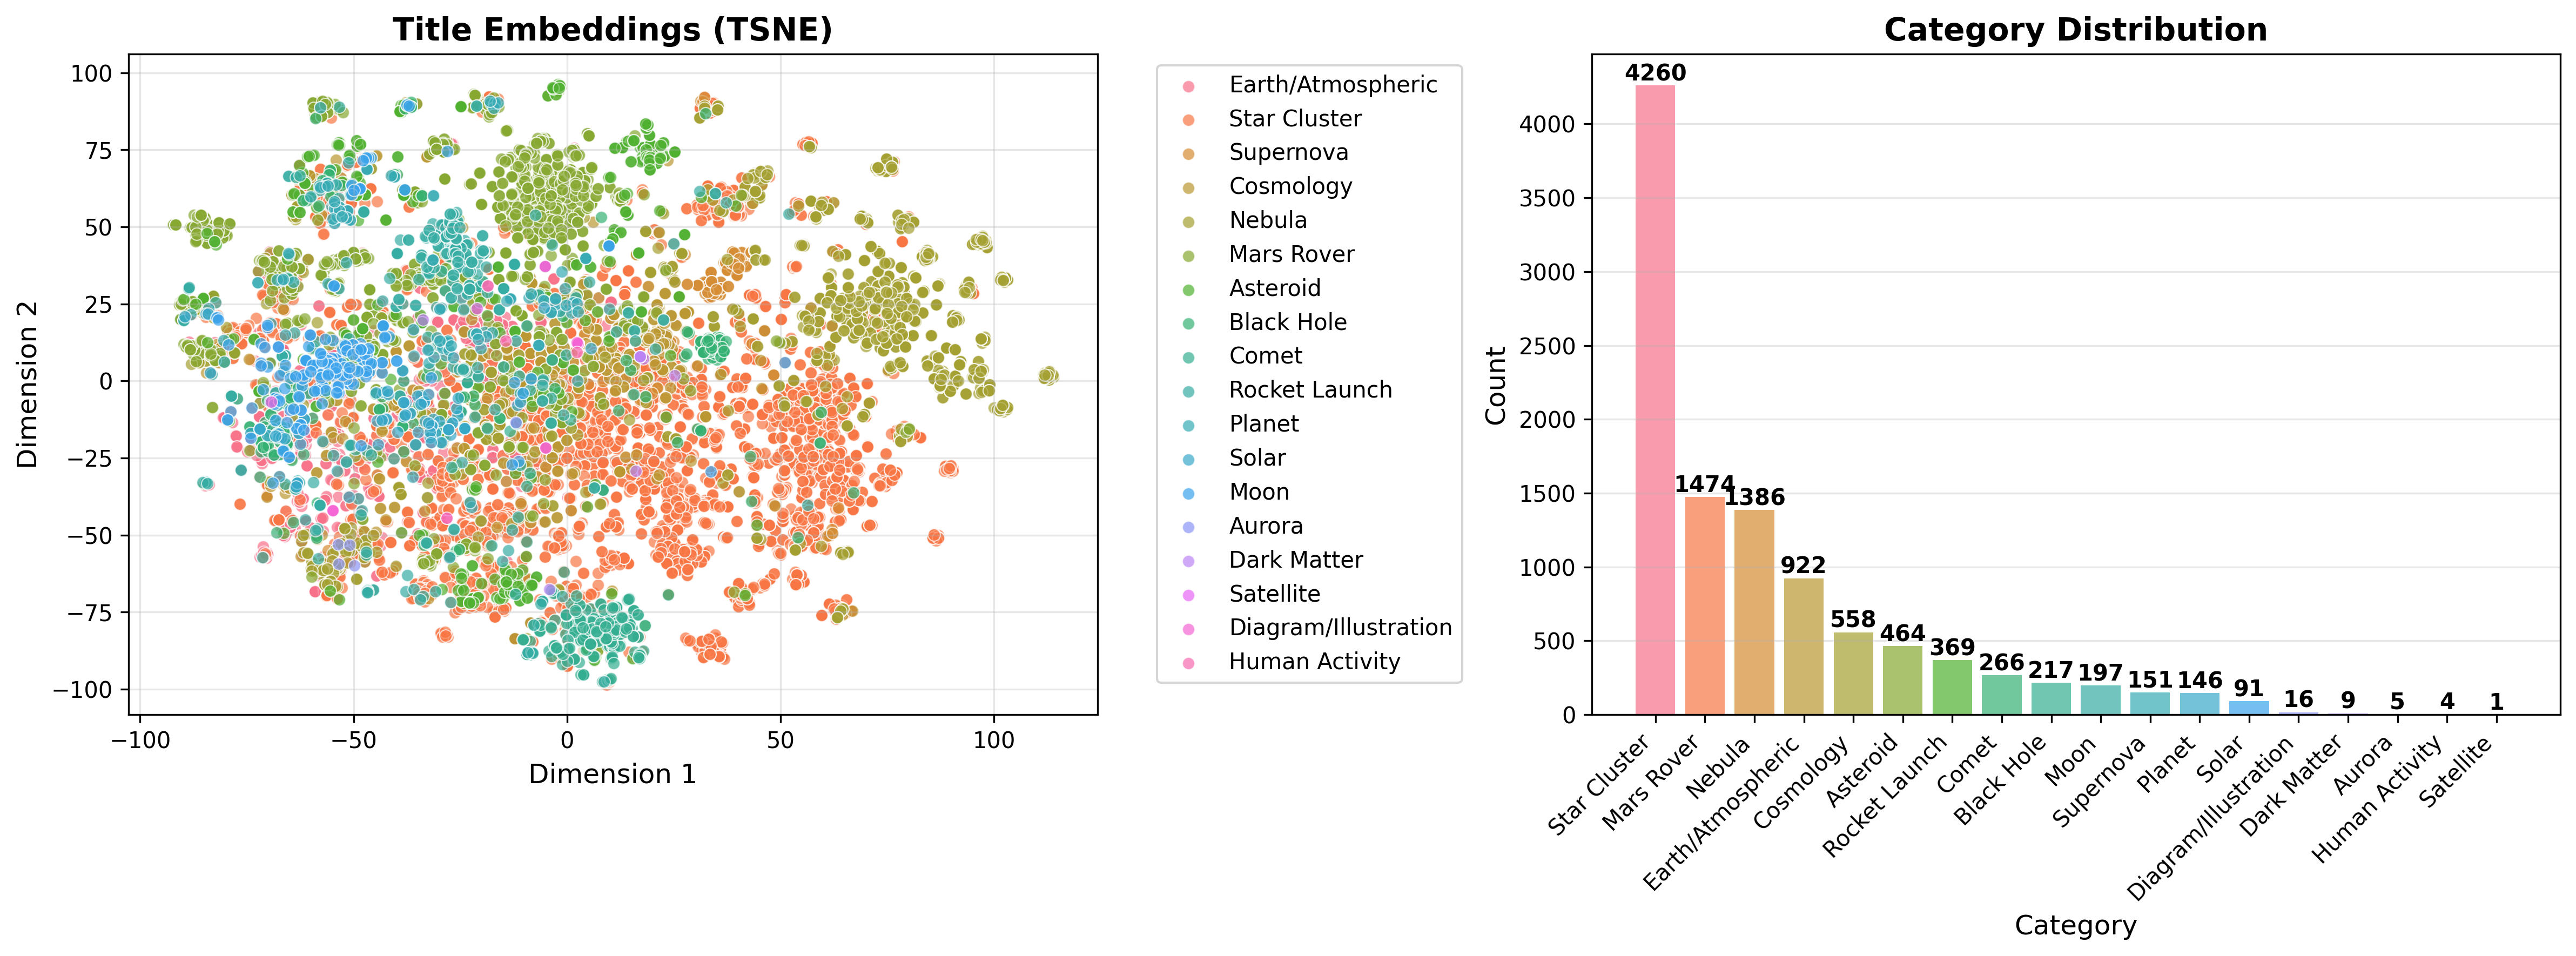 Title Embeddings (TSNE)
100
75
50
25
0
−25
−50
−75
−100
Dimension 2
−100
−50
0
50
100
Dimension 1
Earth/Atmospheric
Star Cluster
Supernova
Cosmology
Nebula
Mars Rover
Asteroid
Black Hole
Comet
Rocket Launch
Planet
Solar
Moon
Aurora
Dark Matter
Satellite
Diagram/Illustration
Human Activity
Category Distribution
4000
3500
3000
2500
2000
1500
1000
500
0
Count
4260
1474
1386
922
558
464
369
266
217
197
151
146
91
16
9
5
4
1
Star Cluster
Mars Rover
Nebula
Earth/Atmospheric
Cosmology
Asteroid
Rocket Launch
Comet
Black Hole
Moon
Supernova
Planet
Solar
Diagram/Illustration
Dark Matter
Aurora
Human Activity
Satellite
Category